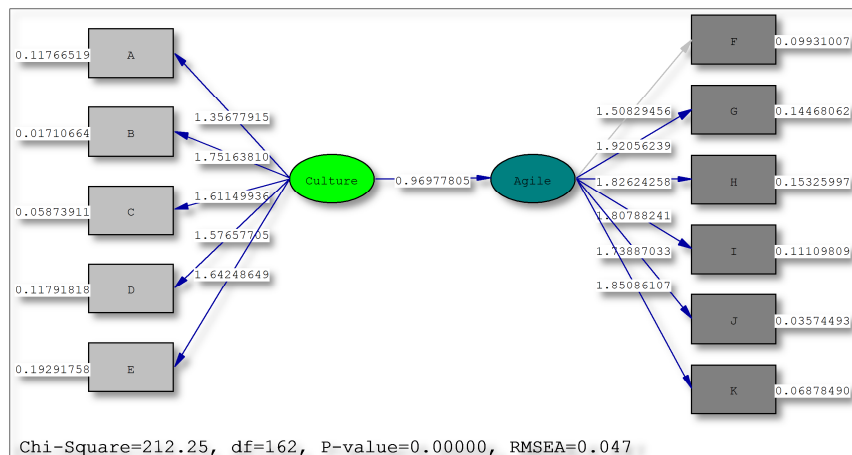 0.11766519 A
0.01710664 B
0.05873911 C
0.11791818 D
0.19291758 E
1.35677915
1.75163810
1.61149936
1.57657705
1.64248649
Culture
0.96977805
Agile
1.50829456
1.92056239
1.82624258
1.80788241
1.73887033
1.85086107
F 0.09931007
G 0.14468062
H 0.15325997
I 0.11109809
J 0.03574493
K 0.06878490
Chi-Square=212.25, df=162, P-value=0.00000, RMSEA=0.047